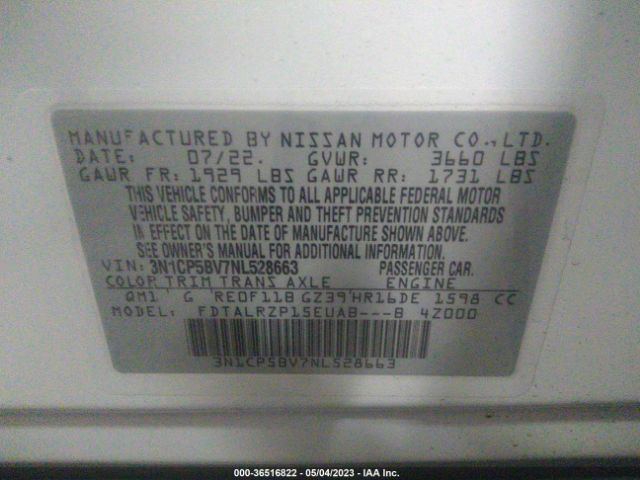 MANUFACTURED BY NISSAN MOTOR CO.,LTD.
DATE: 07/22. GVWR: 3660 LBS
GAWR FR: 1929 LBS GAWR RR: 1731 LBS
THIS VEHICLE CONFORMS TO ALL APPLICABLE FEDERAL MOTOR
VEHICLE SAFETY, BUMPER AND THEFT PREVENTION STANDARDS
IN EFFECT ON THE DATE OF MANUFACTURE SHOWN ABOVE.
SEE OWNER'S MANUAL FOR ADDITIONAL INFORMATION.
VIN: 3N1CP5BV7NL528663 PASSENGER CAR.
COLOR TRIM TRANS AXLE ENGINE
QM1 G RE0F11B GZ39 HR16DE 1598 CC
MODEL: FDTALRZP15EUAB---B 4Z000
3N1CP5BV7NL528663
000-36516822 - 05/04/2023 - IAA Inc.